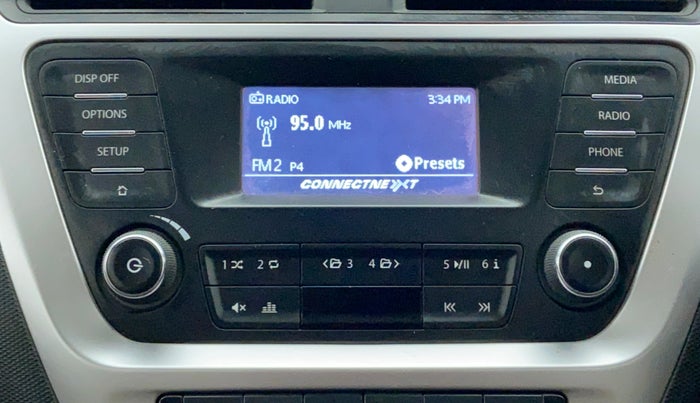 DISP OFF
OPTIONS
SETUP
RADIO 3:34 PM
95.0 MHz
FM2 P4 Presets
CONNECTNEXT
MEDIA
RADIO
PHONE
1 2 3 4 5 6 i